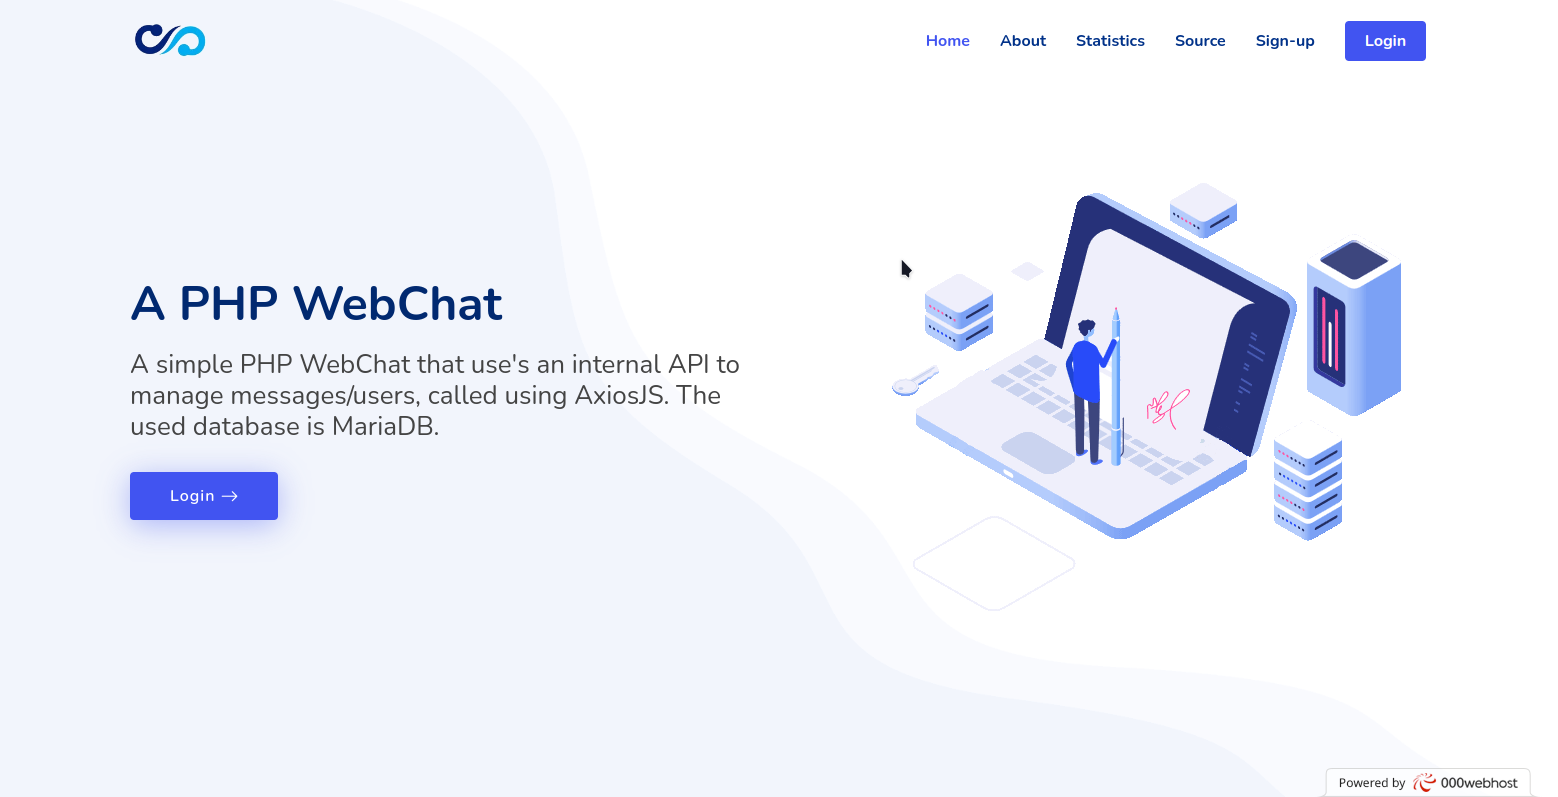 Home About Statistics Source Sign-up Login
A PHP WebChat
A simple PHP WebChat that use's an internal API to
manage messages/users, called using AxiosJS. The
used database is MariaDB.
Login →
Powered by 000webhost